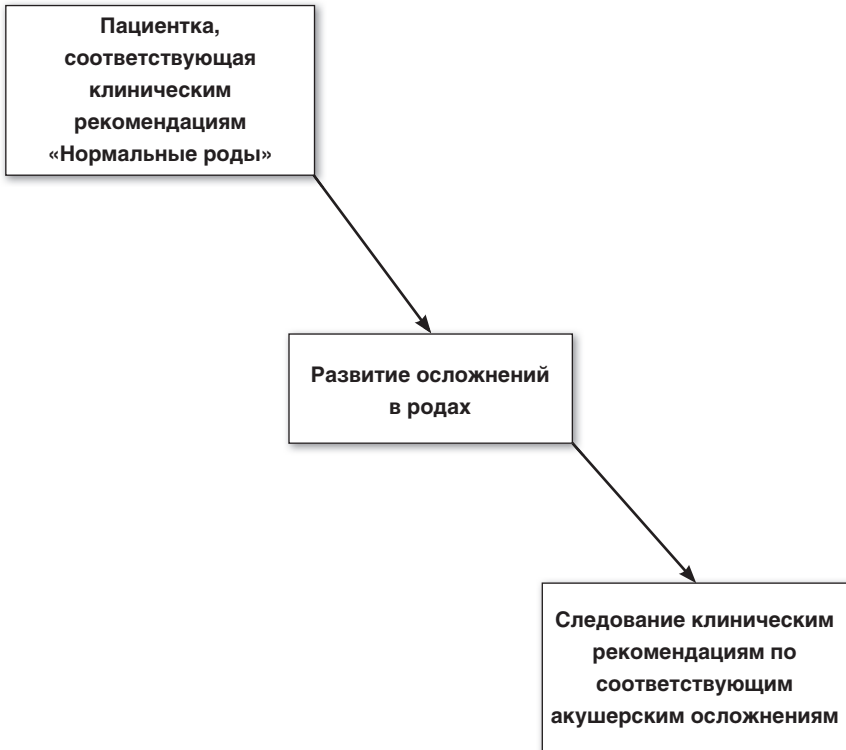 Пациентка,
соответствующая
клиническим
рекомендациям
«Нормальные роды»
Развитие осложнений
в родах
Следование клиническим
рекомендациям по
соответствующим
акушерским осложнениям